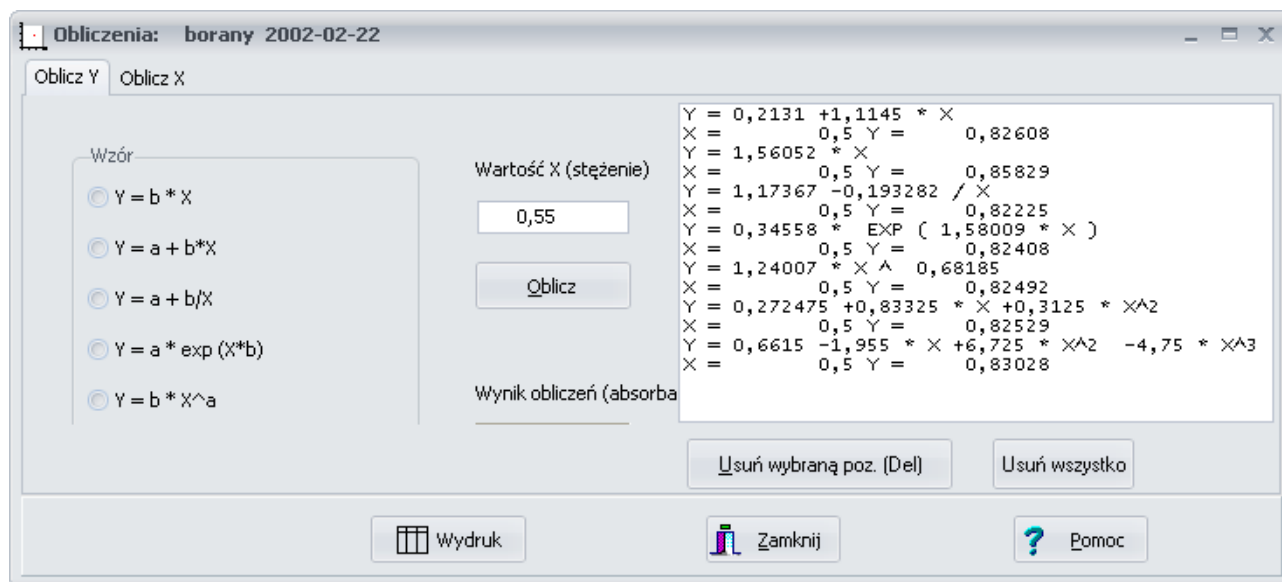 Obliczenia: borany 2002-02-22
Oblicz Y Oblicz X
Wzór
Y = b * X
Y = a + b*X
Y = a + b/X
Y = a * exp (X*b)
Y = b * X^a
Wartość X (stężenie)
0,55
Oblicz
Wynik obliczeń (absorba
Y = 0,2131 +1,1145 * X
X = 0,5 Y = 0,82608
Y = 1,56052 * X
X = 0,5 Y = 0,85829
Y = 1,17367 -0,193282 / X
X = 0,5 Y = 0,82225
Y = 0,34558 * EXP ( 1,58009 * X )
X = 0,5 Y = 0,82408
Y = 1,24007 * X ^ 0,68185
X = 0,5 Y = 0,82492
Y = 0,272475 +0,83325 * X +0,3125 * X^2
X = 0,5 Y = 0,82529
Y = 0,6615 -1,955 * X +6,725 * X^2 -4,75 * X^3
X = 0,5 Y = 0,83028
Usuń wybraną poz. (Del)
Usuń wszystko
Wydruk
Zamknij
Pomoc